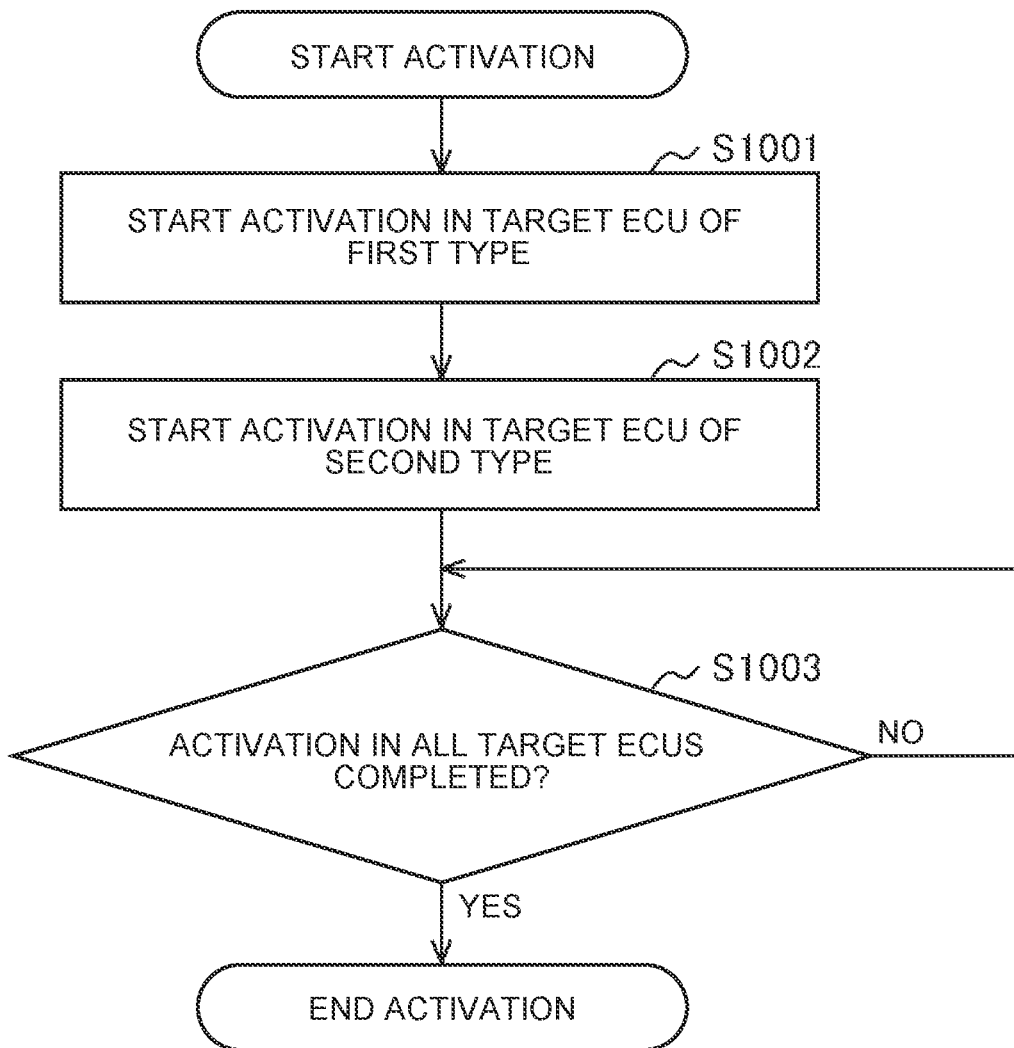 START ACTIVATION
S1001
START ACTIVATION IN TARGET ECU OF
FIRST TYPE
S1002
START ACTIVATION IN TARGET ECU OF
SECOND TYPE
S1003
ACTIVATION IN ALL TARGET ECUS
COMPLETED?
NO
YES
END ACTIVATION